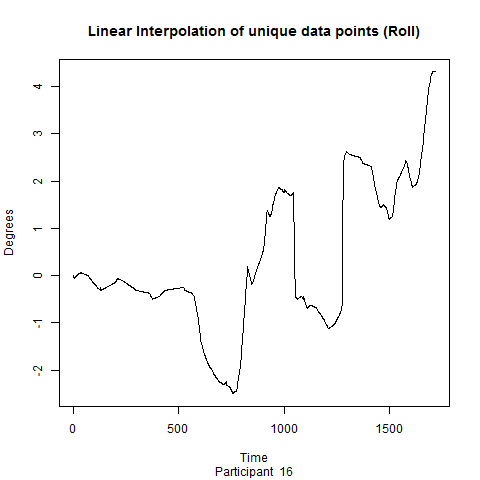 Linear Interpolation of unique data points (Roll)
4
3
2
1
0
-1
-2
Degrees
0 500 1000 1500
Time
Participant 16